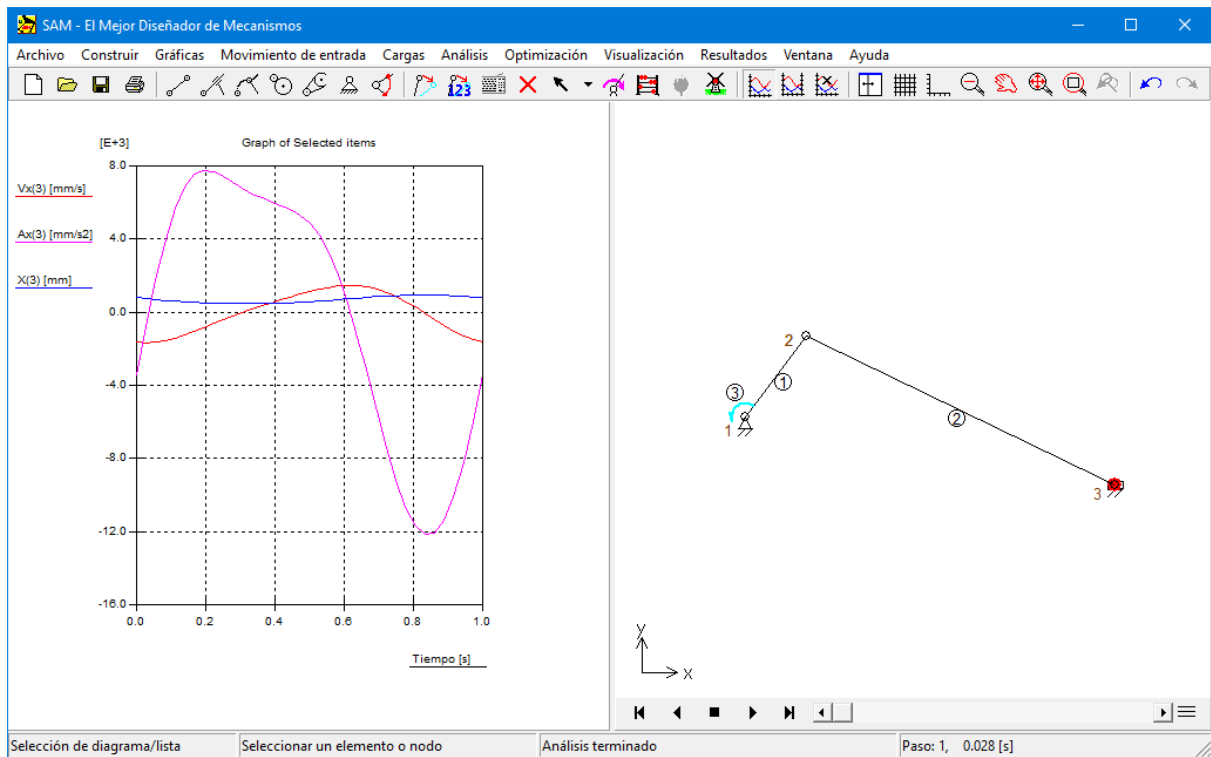 SAM - El Mejor Diseñador de Mecanismos
Archivo Construir Gráficas Movimiento de entrada Cargas Análisis Optimización Visualización Resultados Ventana Ayuda
123
[E+3] Graph of Selected items
8.0
Vx(3) [mm/s]
Ax(3) [mm/s2]
4.0
X(3) [mm]
0.0
-4.0
-8.0
-12.0
-16.0
0.0 0.2 0.4 0.6 0.8 1.0
Tiempo [s]
2
1
3
1
2
3
y
x
Selección de diagrama/lista Seleccionar un elemento o nodo Análisis terminado Paso: 1, 0.028 [s]